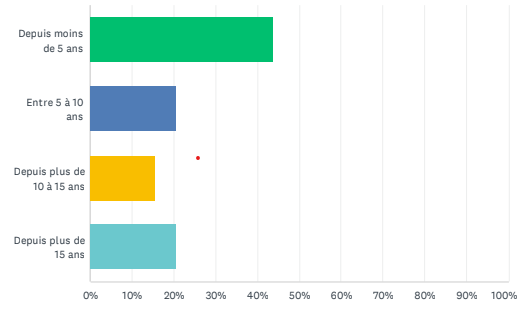 Depuis moins
de 5 ans
Entre 5 à 10
ans
Depuis plus de
10 à 15 ans
Depuis plus de
15 ans
0% 10% 20% 30% 40% 50% 60% 70% 80% 90% 100%